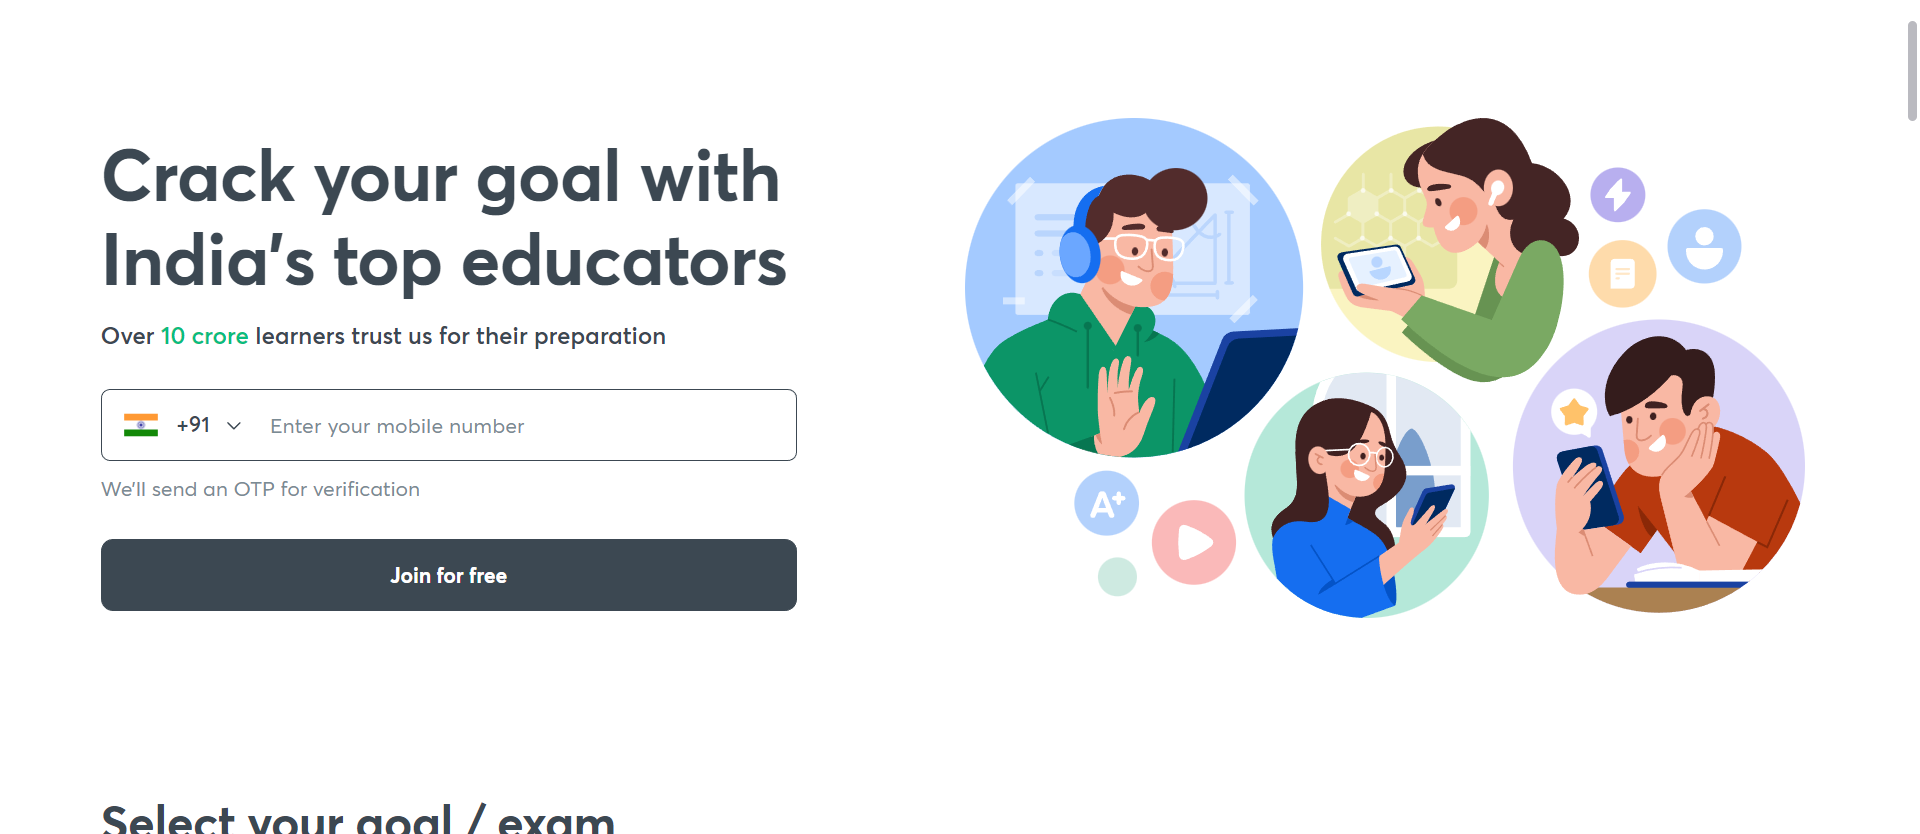 Crack your goal with
India's top educators
Over 10 crore learners trust us for their preparation
+91 Enter your mobile number
We'll send an OTP for verification
Join for free
A+
Select your goal / exam